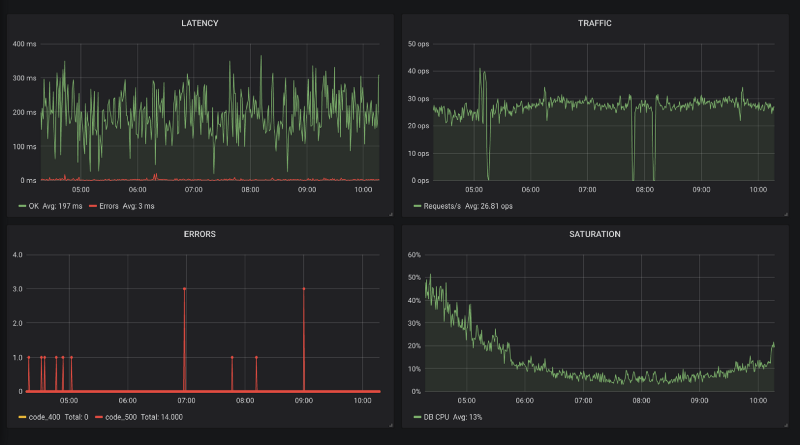 LATENCY
400 ms
300 ms
200 ms
100 ms
0 ms
05:00 06:00 07:00 08:00 09:00 10:00
OK Avg: 197 ms Errors Avg: 3 ms
TRAFFIC
50 ops
40 ops
30 ops
20 ops
10 ops
0 ops
05:00 06:00 07:00 08:00 09:00 10:00
Requests/s Avg: 26.81 ops
ERRORS
4.0
3.0
2.0
1.0
0
05:00 06:00 07:00 08:00 09:00 10:00
code_400 Total: 0 code_500 Total: 14.000
SATURATION
60%
50%
40%
30%
20%
10%
0%
05:00 06:00 07:00 08:00 09:00 10:00
DB CPU Avg: 13%